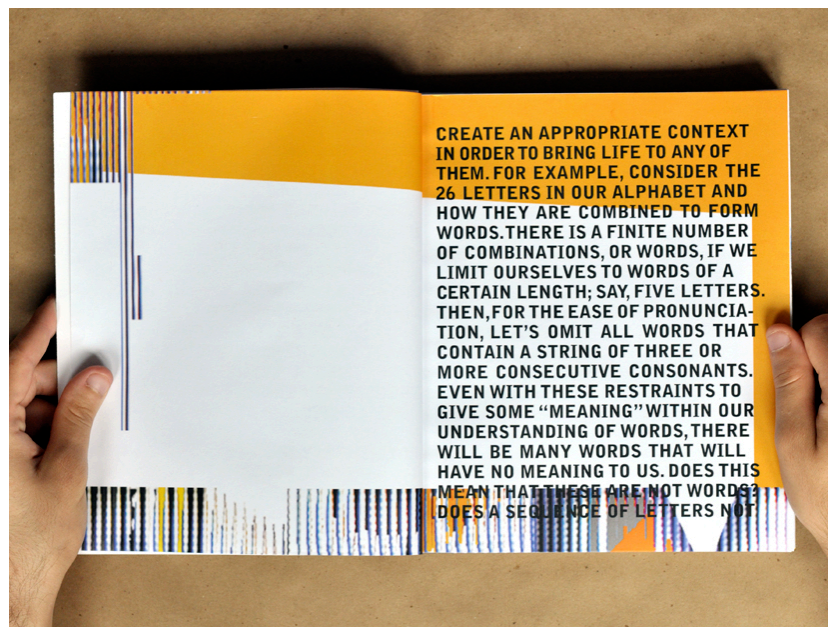 CREATE AN APPROPRIATE CONTEXT
IN ORDER TO BRING LIFE TO ANY OF
THEM. FOR EXAMPLE, CONSIDER THE
26 LETTERS IN OUR ALPHABET AND
HOW THEY ARE COMBINED TO FORM
WORDS.THERE IS A FINITE NUMBER
OF COMBINATIONS, OR WORDS, IF WE
LIMIT OURSELVES TO WORDS OF A
CERTAIN LENGTH; SAY, FIVE LETTERS.
THEN,FOR THE EASE OF PRONUNCIA-
TION, LET'S OMIT ALL WORDS THAT
CONTAIN A STRING OF THREE OR
MORE CONSECUTIVE CONSONANTS.
EVEN WITH THESE RESTRAINTS TO
GIVE SOME “MEANING” WITHIN OUR
UNDERSTANDING OF WORDS,THERE
WILL BE MANY WORDS THAT WILL
HAVE NO MEANING TO US. DOES THIS
MEAN THAT THESE ARE NOT WORDS?
DOES A SEQUENCE OF LETTERS NOT